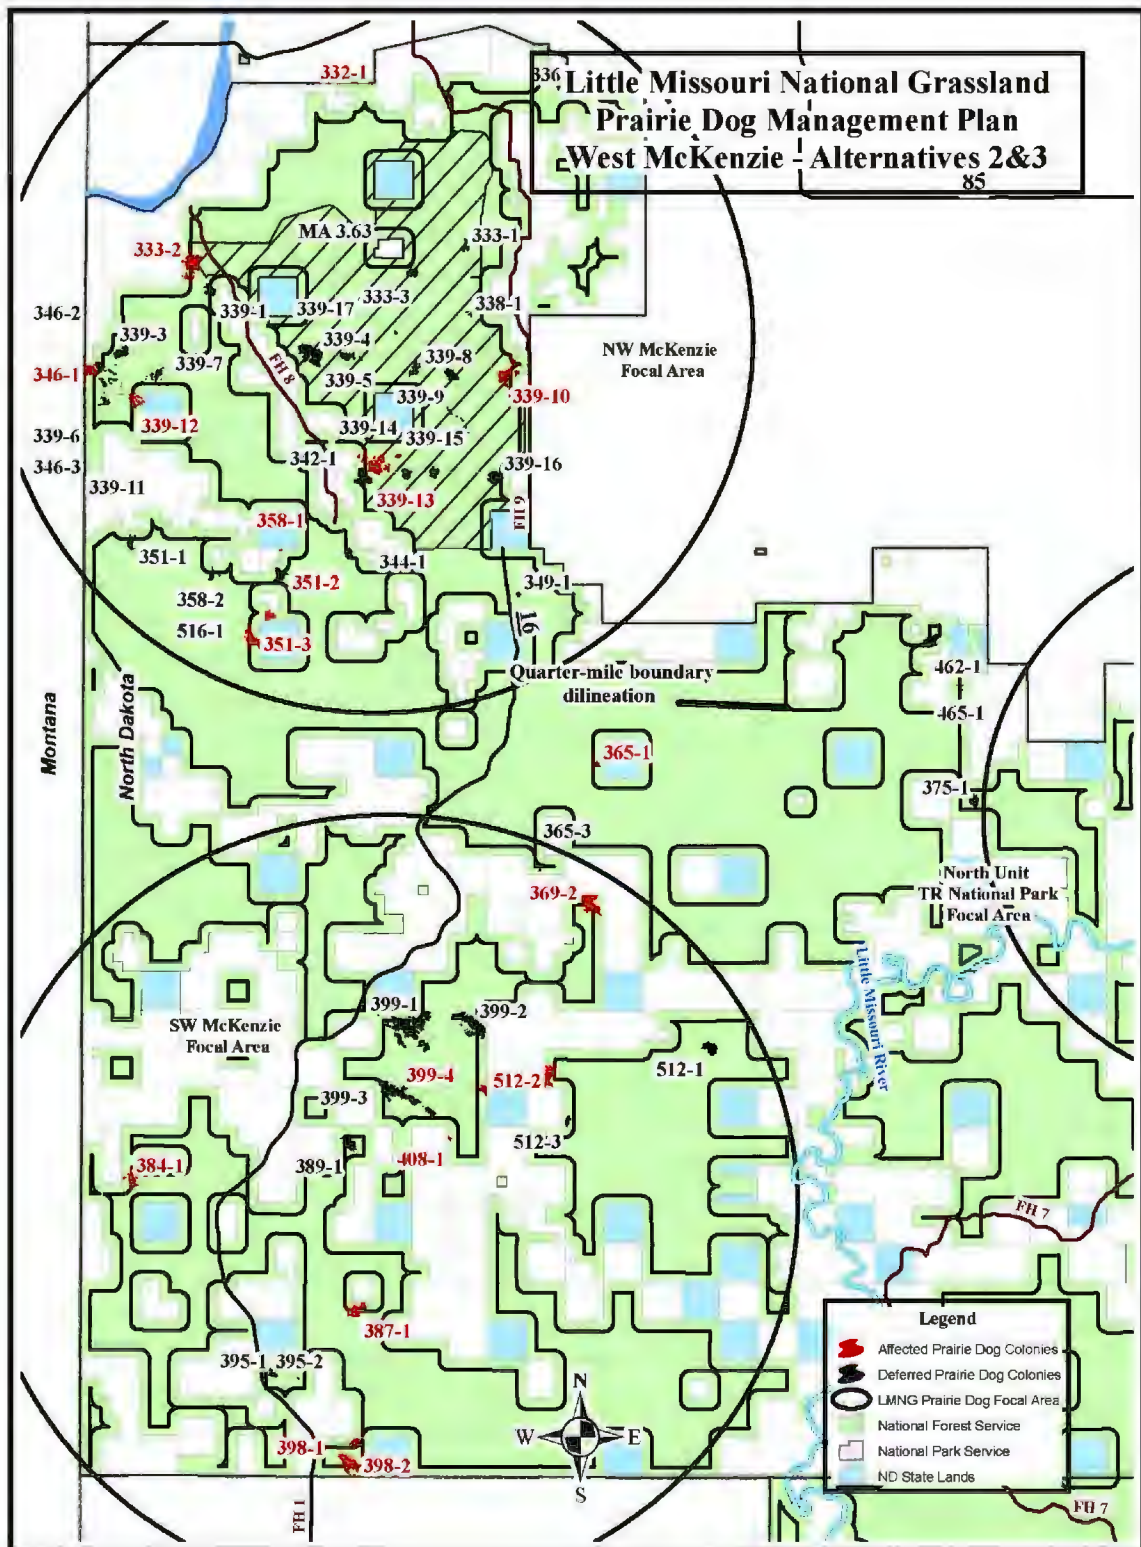 332-1
336
Little Missouri National Grassland
Prairie Dog Management Plan
West McKenzie - Alternatives 2&3
85
MA 3.63
333-1
333-2
333-3
346-2
339-1
339-17
338-1
339-3
339-4
NW McKenzie
Focal Area
339-7
FH 8
339-8
346-1
339-5
339-9
339-10
339-12
339-14
339-15
339-6
342-1
339-16
346-3
339-11
339-13
FH 9
358-1
351-1
344-1
349-1
351-2
358-2
516-1
16
351-3
462-1
Quarter-mile boundary
dilineation
465-1
Montana
North Dakota
365-1
375-1
365-3
369-2
North Unit
TR National Park
Focal Area
Little Missouri River
399-1
399-2
SW McKenzie
Focal Area
399-4
512-2
512-1
399-3
512-3
384-1
389-1
408-1
FH 7
387-1
395-1
395-2
N
W
E
S
398-1
398-2
FH 1
FH 7
Legend
Affected Prairie Dog Colonies
Deferred Prairie Dog Colonies
LMNG Prairie Dog Focal Area
National Forest Service
National Park Service
ND State Lands